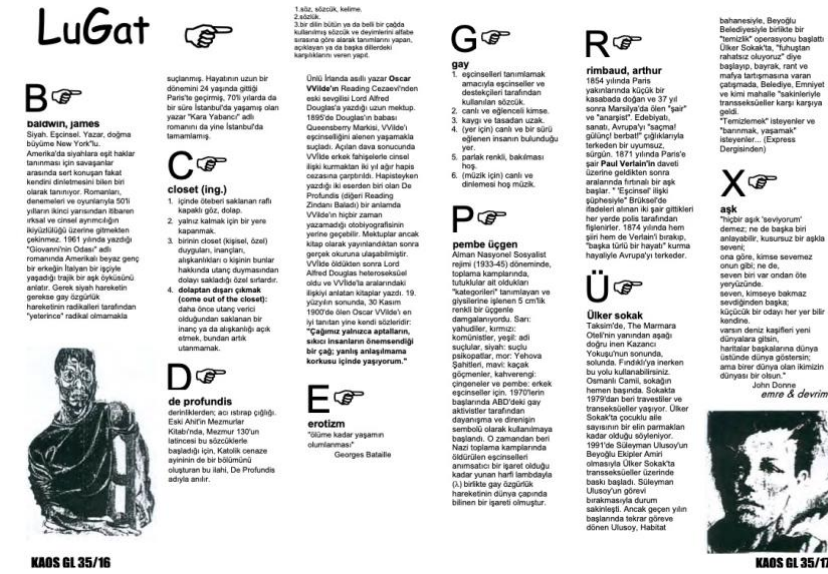 LuGat
1.söz, sözcük, kelime.
2.sözlük.
3.bir dilin bütün ya da belli bir çağda
kullanılmış sözcük ve deyimlerini alfabe
sırasına göre alarak tanımlarını yapan,
açıklayan ya da başka dillerdeki
karşılıklarını veren yapıt.
B
baldwin, james
Siyah. Eşcinsel. Yazar, doğma
büyüme New York'lu.
Amerika'da siyahlara eşit haklar
tanınması için savaşanlar
arasında sert konuşan fakat
kendini dinletmesini bilen biri
olarak tanınıyor. Romanları,
denemeleri ve oyunlarıyla 50'li
yılların ikinci yarısından itibaren
ırksal ve cinsel ayrımcılığın
ikiyüzlülüğü üzerine gitmekten
çekinmez. 1961 yılında yazdığı
"Giovanni'nin Odası" adlı
romanında Amerikalı beyaz genç
bir erkeğin İtalyan bir işçiyle
yaşadığı trajik bir aşk öyküsünü
anlatır. Gerek siyah hareketin
gerekse gay özgürlük
hareketinin radikalleri tarafından
"yeterince" radikal olmamakla
suçlanmış. Hayatının uzun bir
dönemini 24 yaşında gittiği
Paris'te geçirmiş, 70'li yıllarda da
bir süre İstanbul'da yaşamış olan
yazar "Kara Yabancı" adlı
romanını da yine İstanbul'da
tamamlamış.
C
closet (ing.)
1. içinde öteberi saklanan raflı
kapaklı göz, dolap.
2. yalnız kalmak için bir yere
kapanmak.
3. birinin closet (kişisel, özel)
duyguları, inançları,
alışkanlıkları o kişinin bunlar
hakkında utanç duymasından
dolayı sakladığı özel sırlardır.
4. dolaptan dışarı çıkmak
(come out of the closet):
daha önce utanç verici
olduğundan saklanan bir
inanç ya da alışkanlığı açık
etmek, bundan artık
utanmamak.
D
de profundis
derinliklerden; acı ıstırap çığlığı.
Eski Ahit'in Mezmurlar
Kitabı'nda, Mezmur 130'un
latincesi bu sözcüklerle
başladığı için, Katolik cenaze
ayininin de bir bölümünü
oluşturan bu ilahi, De Profundis
adıyla anılır.
Ünlü İrlanda asıllı yazar Oscar
VVilde'ın Reading Cezaevi'nden
eski sevgilisi Lord Alfred
Douglas'a yazdığı uzun mektup.
1895'de Douglas'ın babası
Queensberry Markisi, VVilde'ı
eşcinselliğini alenen yaşamakla
suçladı. Açılan dava sonucunda
VVilde erkek fahişelerle cinsel
ilişki kurmaktan iki yıl ağır hapis
cezasına çarptırıldı. Hapisteyken
yazdığı iki eserden biri olan De
Profundis (diğeri Reading
Zindanı Baladı) bir anlamda
VVilde'ın hiçbir zaman
yazamadığı otobiyografisinin
yerine geçebilir. Mektuplar ancak
kitap olarak yayınlandıktan sonra
gerçek okuruna ulaşabilmiştir.
VVilde öldükten sonra Lord
Alfred Douglas heteroseksüel
oldu ve VVilde'la aralarındaki
ilişkiyi anlatan kitaplar yazdı. 19.
yüzyılın sonunda, 30 Kasım
1900'de ölen Oscar VVilde'ı en
iyi tanıtan yine kendi sözleridir:
"Çağımız yalnızca aptalların,
sıkıcı insanların önemsendiği
bir çağ; yanlış anlaşılmama
korkusu içinde yaşıyorum."
E
erotizm
"ölüme kadar yaşamın
olumlanması"
Georges Bataille
G
gay
1. eşcinselleri tanımlamak
amacıyla eşcinseller ve
destekçileri tarafından
kullanılan sözcük.
2. canlı ve eğlenceli kimse.
3. kaygı ve tasadan uzak.
4. (yer için) canlı ve bir sürü
eğlenen insanın bulunduğu
yer.
5. parlak renkli, bakılması
hoş.
6. (müzik için) canlı ve
dinlemesi hoş müzik.
P
pembe üçgen
Alman Nasyonel Sosyalist
rejimi (1933-45) döneminde,
toplama kamplarında,
tutuklular ait oldukları
"kategorileri" tanımlayan ve
giysilerine işlenen 5 cm'lik
renkli bir üçgenle
damgalanıyordu. Sarı:
yahudiler, kırmızı:
komünistler, yeşil: adi
suçlular, siyah: suçlu
psikopatlar, mor: Yehova
Şahitleri, mavi: kaçak
göçmenler, kahverengi:
çingeneler ve pembe: erkek
eşcinseller için. 1970'lerin
başlarında ABD'deki gay
aktivistler tarafından
dayanışma ve direnişin
sembolü olarak kullanılmaya
başlandı. O zamandan beri
Nazi toplama kamplarında
öldürülen eşcinselleri
anımsatıcı bir işaret olduğu
kadar yunan harfi lambdayla
(λ) birlikte gay özgürlük
hareketinin dünya çapında
bilinen bir işareti olmuştur.
R
rimbaud, arthur
1854 yılında Paris
yakınlarında küçük bir
kasabada doğan ve 37 yıl
sonra Marsilya'da ölen "şair"
ve "anarşist". Edebiyatı,
sanatı, Avrupa'yı "saçma!
gülünç! berbat!" çığlıklarıyla
terkeden bir uyumsuz,
sürgün. 1871 yılında Paris'e
şair Paul Verlain'in daveti
üzerine geldikten sonra
aralarında fırtınalı bir aşk
başlar. " 'Eşcinsel' ilişki
şüphesiyle" Brüksel'de
ifadeleri alınan iki şair gittikleri
her yerde polis tarafından
fişlenirler. 1874 yılında hem
şiiri hem de Verlain'i bırakıp,
"başka türlü bir hayatı" kurma
hayaliyle Avrupa'yı terkeder.
Ü
Ülker sokak
Taksim'de, The Marmara
Oteli'nin yanından aşağı
doğru inen Kazancı
Yokuşu'nun sonunda,
solunda. Fındıklı'ya inerken
bu yolu kullanabilirsiniz.
Osmanlı Camii, sokağın
hemen başında. Sokakta
1979'dan beri travestiler ve
transeksüeller yaşıyor. Ülker
Sokak'ta çocuklu aile
sayısının bir elin parmakları
kadar olduğu söyleniyor.
1991'de Süleyman Ulusoy'un
Beyoğlu Ekipler Amiri
olmasıyla Ülker Sokak'ta
transseksüeller üzerinde
baskı başladı. Süleyman
Ulusoy'un görevi
bırakmasıyla durum
sakinleşti. Ancak geçen yılın
başlarında tekrar göreve
dönen Ulusoy, Habitat
bahanesiyle, Beyoğlu
Belediyesiyle birlikte bir
"temizlik" operasyonu başlattı
Ülker Sokak'ta, "fuhuştan
rahatsız oluyoruz" diye
başlayıp, bayrak, rant ve
mafya tartışmasına varan
çatışmada, Belediye, Emniyet
ve kimi mahalle "sakinleriyle
transseksüeller karşı karşıya
geldi.
"Temizlemek" isteyenler ve
"barınmak, yaşamak"
isteyenler... (Express
Dergisinden)
X
aşk
"hiçbir aşık 'seviyorum'
demez; ne de başka biri
anlayabilir, kusursuz bir aşkla
seveni;
ona göre, kimse sevemez
onun gibi; ne de,
seven biri var ondan öte
yeryüzünde.
seven, kimseye bakmaz
sevdiğinden başka;
küçücük bir odayı her yer bilir
kendine.
varsın deniz kaşifleri yeni
dünyalara gitsin,
haritalar başkalarına dünya
üstünde dünya göstersin;
ama birer dünya olan ikimizin
dünyası bir olsun."
John Donne
emre & devrim
KAOS GL 35/16
KAOS GL 35/17